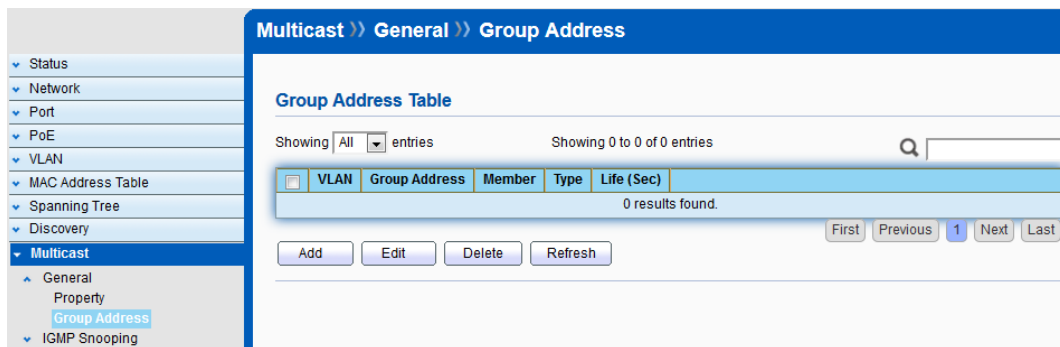 Multicast >> General >> Group Address
Status
Network
Port
PoE
VLAN
MAC Address Table
Spanning Tree
Discovery
Multicast
General
Property
Group Address
IGMP Snooping
Group Address Table
Showing All entries Showing 0 to 0 of 0 entries
VLAN Group Address Member Type Life (Sec)
0 results found.
First Previous 1 Next Last
Add Edit Delete Refresh